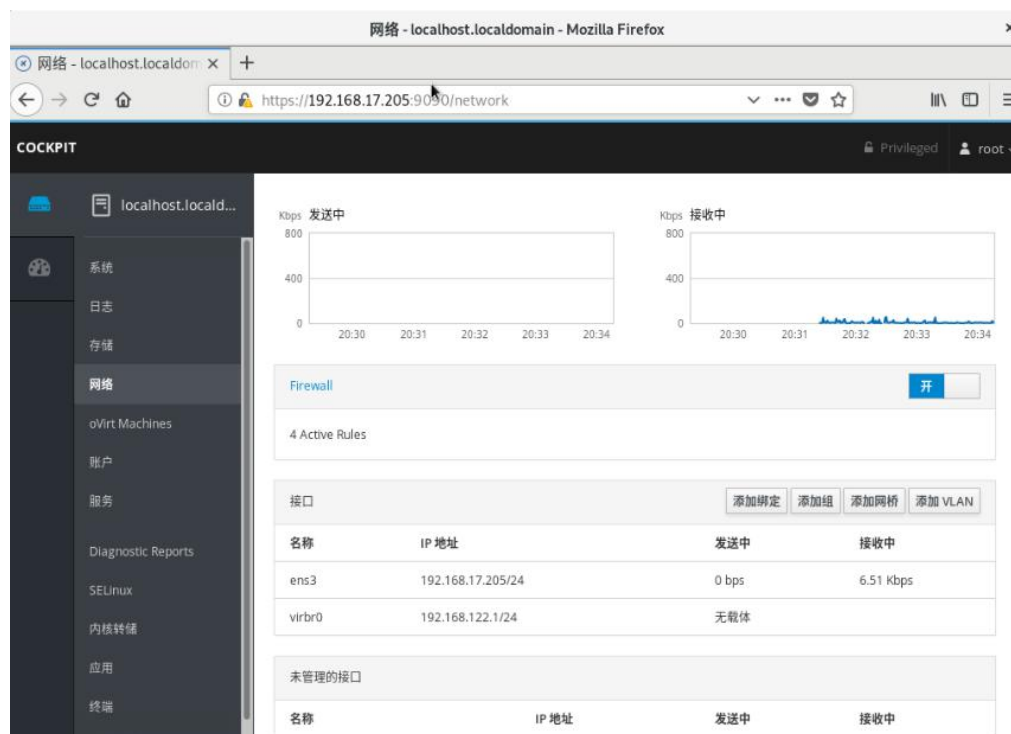 网络 - localhost.localdomain - Mozilla Firefox
网络 - localhost.localdom
https://192.168.17.205:9090/network
COCKPIT
Privileged
root
localhost.locald...
系统
日志
存储
网络
oVirt Machines
账户
服务
Diagnostic Reports
SELinux
内核转储
应用
终端
Kbps 发送中
800
400
0
20:30 20:31 20:32 20:33 20:34
Kbps 接收中
800
400
0
20:30 20:31 20:32 20:33 20:34
Firewall 开
4 Active Rules
接口 添加绑定 添加组 添加网桥 添加 VLAN
名称 IP 地址 发送中 接收中
ens3 192.168.17.205/24 0 bps 6.51 Kbps
virbr0 192.168.122.1/24 无载体
未管理的接口
名称 IP 地址 发送中 接收中